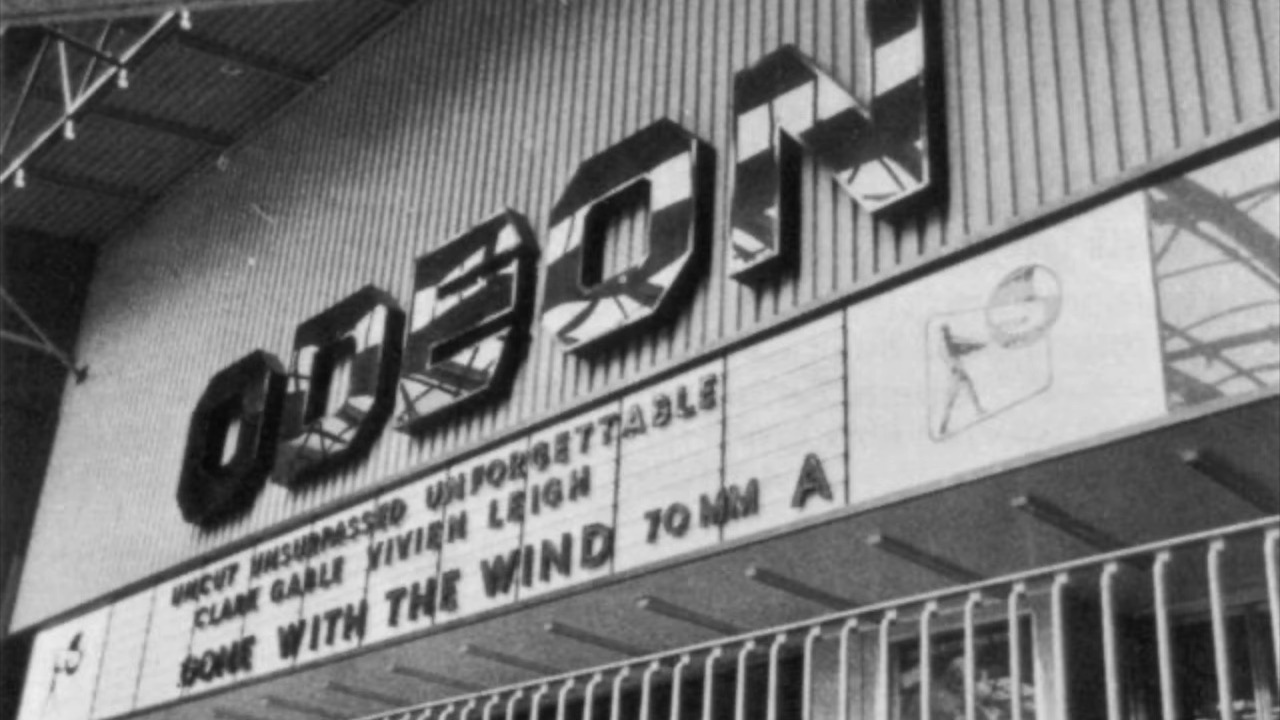 ODEON
UNCUT UNSURPASSED UNFORGETTABLE
CLARK GABLE VIVIEN LEIGH
GONE WITH THE WIND 70MM A